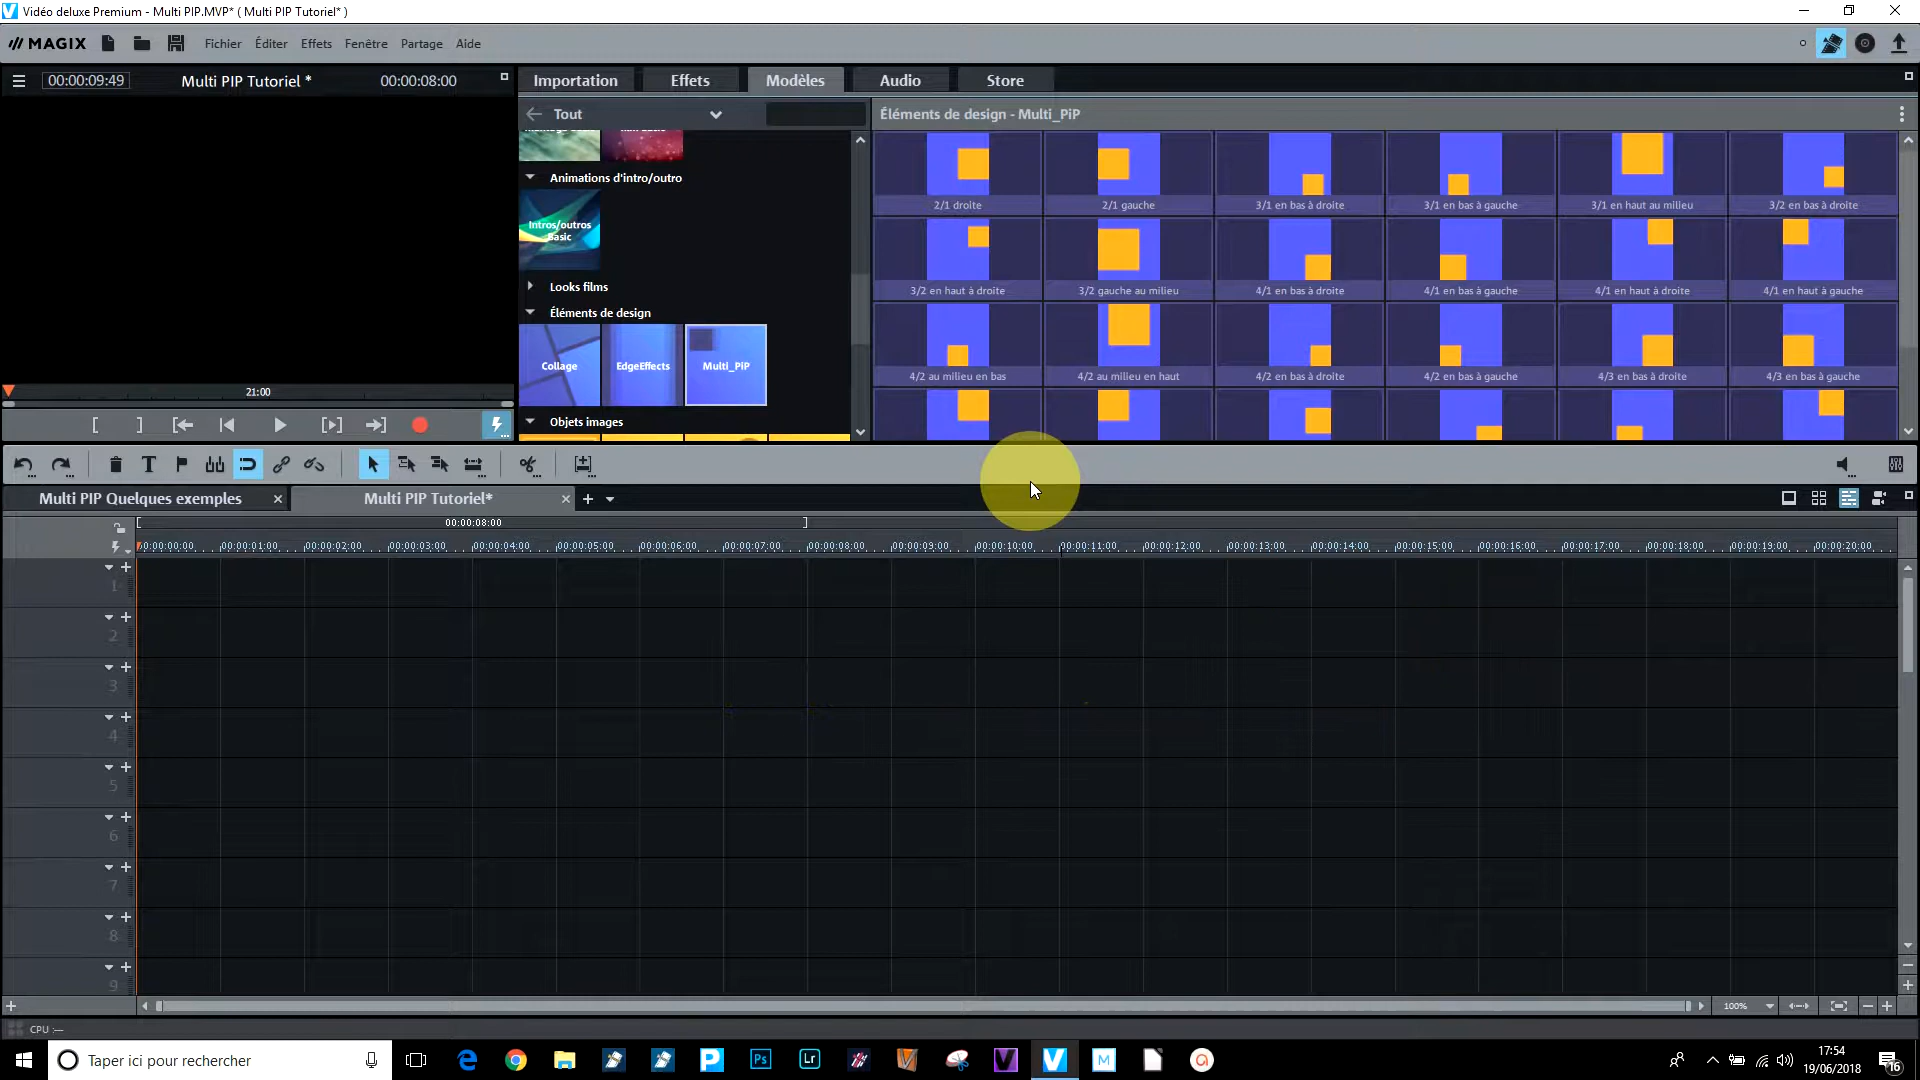 Vidéo deluxe Premium - Multi PIP.MVP* ( Multi PIP Tutoriel* )
MAGIX Fichier Éditer Effets Fenêtre Partage Aide
00:00:09:49 Multi PIP Tutoriel * 00:00:08:00
Importation Effets Modèles Audio Store
Tout
Éléments de design - Multi_PiP
Animations d'intro/outro
Intros/outros
Basic
Looks films
Éléments de design
Collage EdgeEffects Multi_PiP
Objets images
2/1 droite 2/1 gauche 3/1 en bas à droite 3/1 en bas à gauche 3/1 en haut au milieu 3/2 en bas à droite
3/2 en haut à droite 3/2 gauche au milieu 4/1 en bas à droite 4/1 en bas à gauche 4/1 en haut à droite 4/1 en haut à gauche
4/2 au milieu en bas 4/2 au milieu en haut 4/2 en bas à droite 4/2 en bas à gauche 4/3 en bas à droite 4/3 en bas à gauche
21:00
Multi PIP Quelques exemples Multi PIP Tutoriel*
00:00:08:00
00:00:00:00 00:00:01:00 00:00:02:00 00:00:03:00 00:00:04:00 00:00:05:00 00:00:06:00 00:00:07:00 00:00:08:00 00:00:09:00 00:00:10:00 00:00:11:00 00:00:12:00 00:00:13:00 00:00:14:00 00:00:15:00 00:00:16:00 00:00:17:00 00:00:18:00 00:00:19:00 00:00:20:00
1
2
3
4
5
6
7
8
9
100%
CPU :—
Taper ici pour rechercher
Ps Lr
17:54
19/06/2018
16